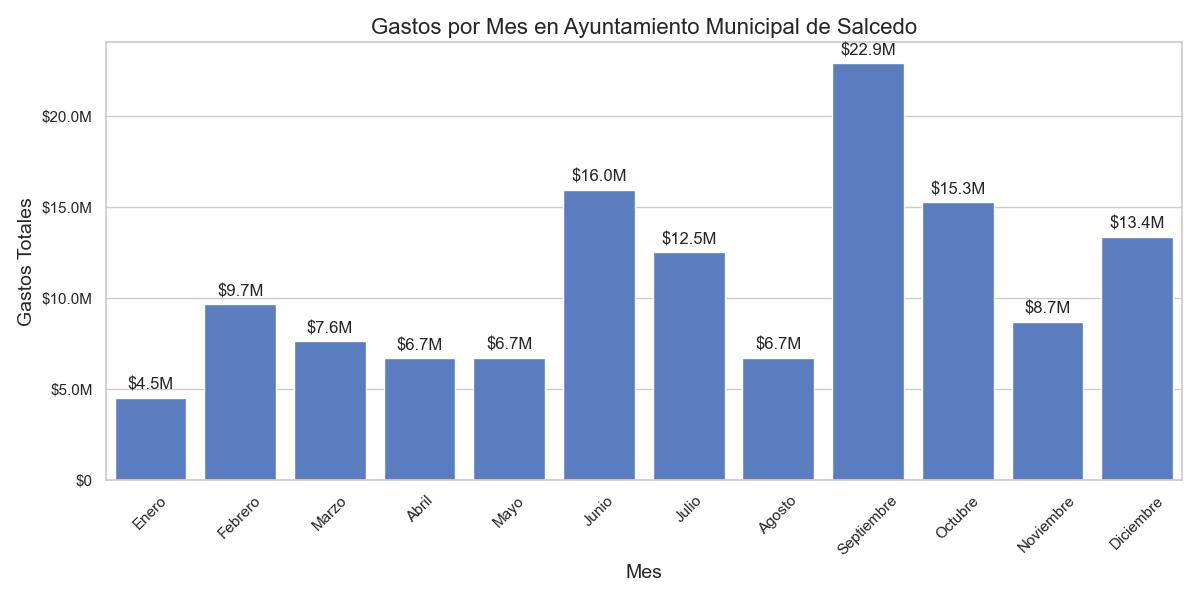 Gastos por Mes en Ayuntamiento Municipal de Salcedo
Gastos Totales
$20.0M
$15.0M
$10.0M
$5.0M
$0
$4.5M
$9.7M
$7.6M
$6.7M
$6.7M
$16.0M
$12.5M
$6.7M
$22.9M
$15.3M
$8.7M
$13.4M
Enero
Febrero
Marzo
Abril
Mayo
Junio
Julio
Agosto
Septiembre
Octubre
Noviembre
Diciembre
Mes